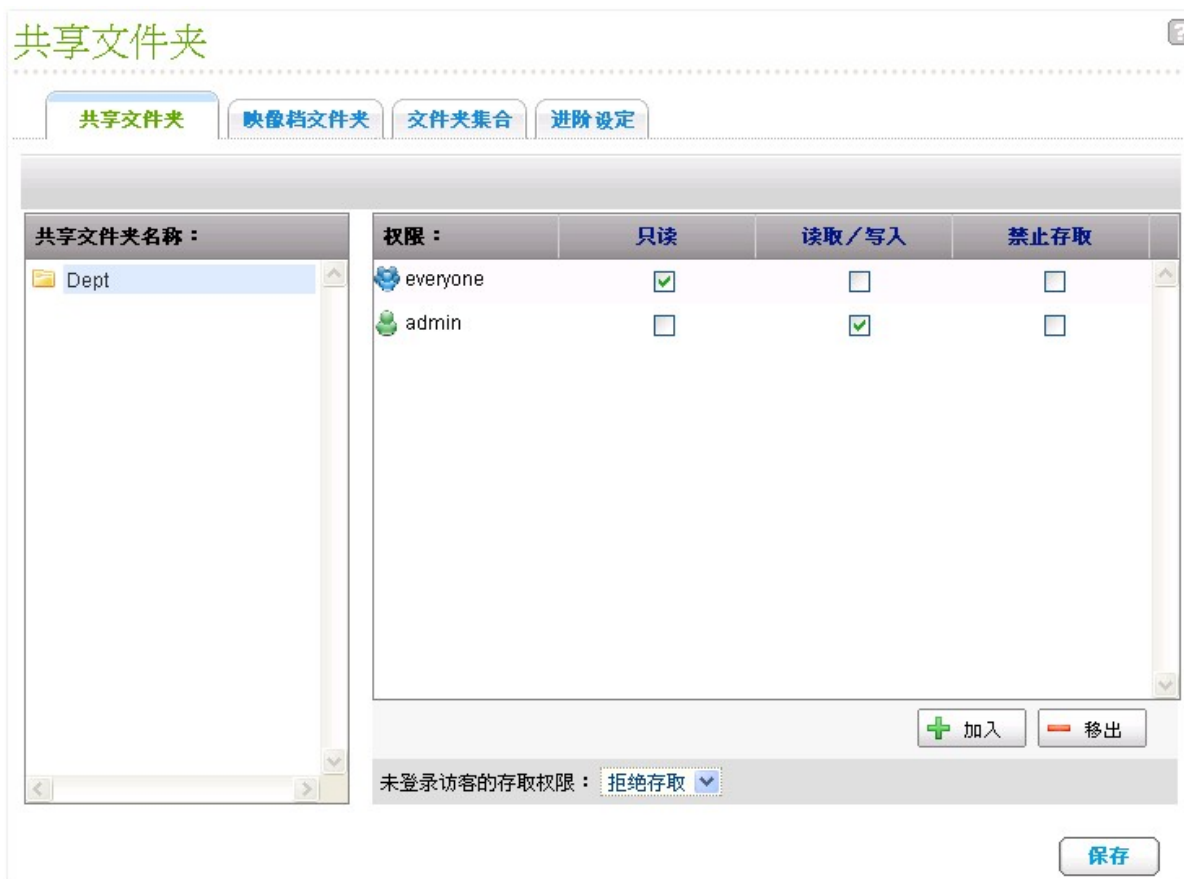 共享文件夹
?
共享文件夹 映像档文件夹 文件夹集合 进阶设定
共享文件夹名称：
Dept
权限： 只读 读取／写入 禁止存取
everyone
admin
加入 移出
未登录访客的存取权限： 拒绝存取
保存